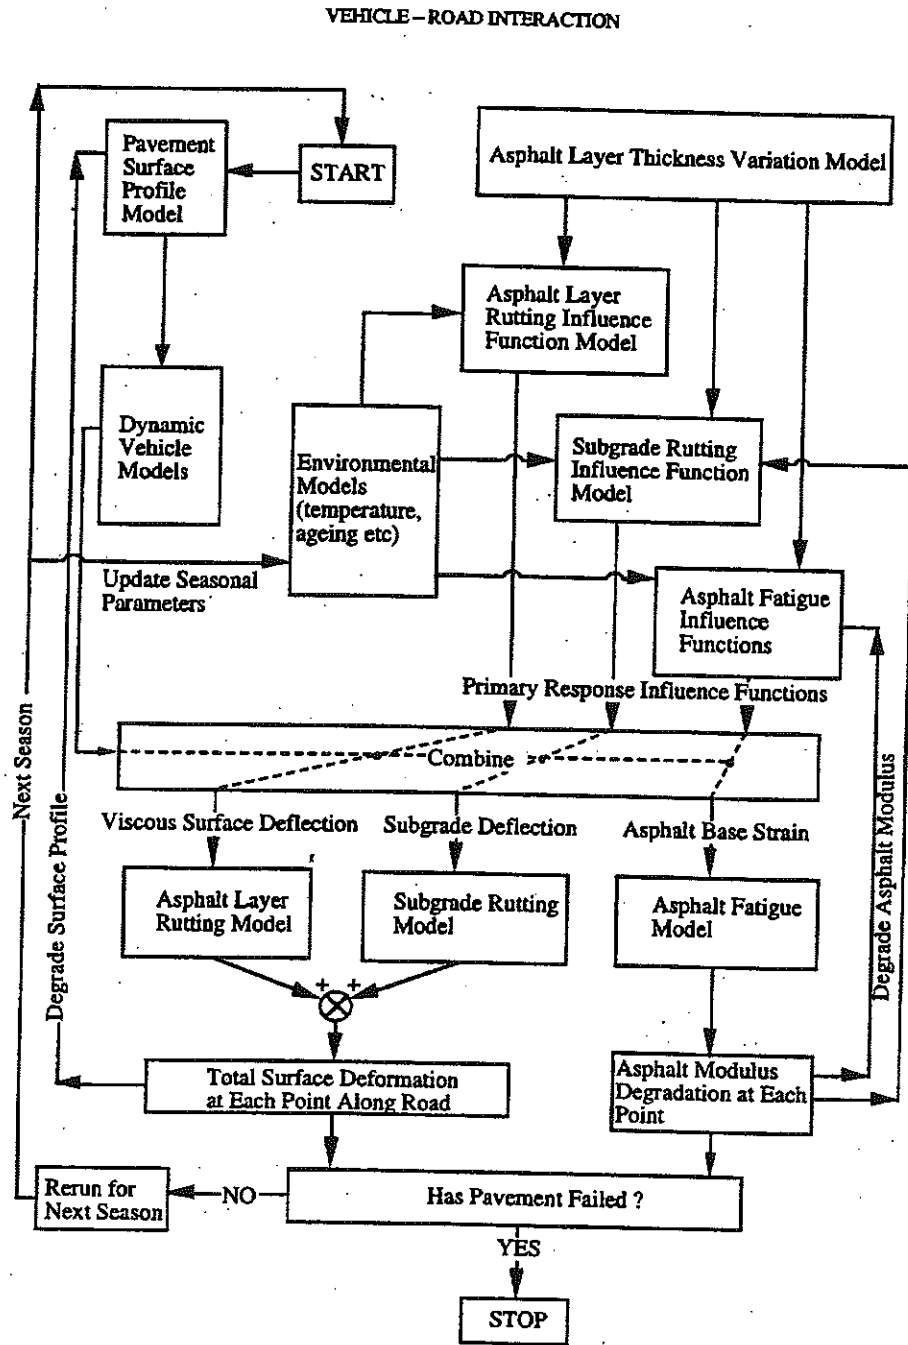 VEHICLE – ROAD INTERACTION
Pavement
Surface
Profile
Model
START
Asphalt Layer Thickness Variation Model
Asphalt Layer
Rutting Influence
Function Model
Dynamic
Vehicle
Models
Environmental
Models
(temperature,
ageing etc)
Subgrade Rutting
Influence Function
Model
Update Seasonal
Parameters
Asphalt Fatigue
Influence
Functions
Primary Response Influence Functions
Combine
Next Season
Degrade Surface Profile
Degrade Asphalt Modulus
Viscous Surface Deflection
Subgrade Deflection
Asphalt Base Strain
Asphalt Layer
Rutting Model
Subgrade Rutting
Model
Asphalt Fatigue
Model
+ +
Total Surface Deformation
at Each Point Along Road
Asphalt Modulus
Degradation at Each
Point
Rerun for
Next Season
NO
Has Pavement Failed ?
YES
STOP